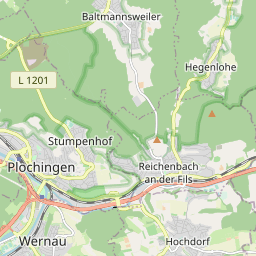 Baltmannsweiler
Hegenlohe
L 1201
Stumpenhof
Plochingen
Reichenbach
an der Fils
Wernau
Hochdorf